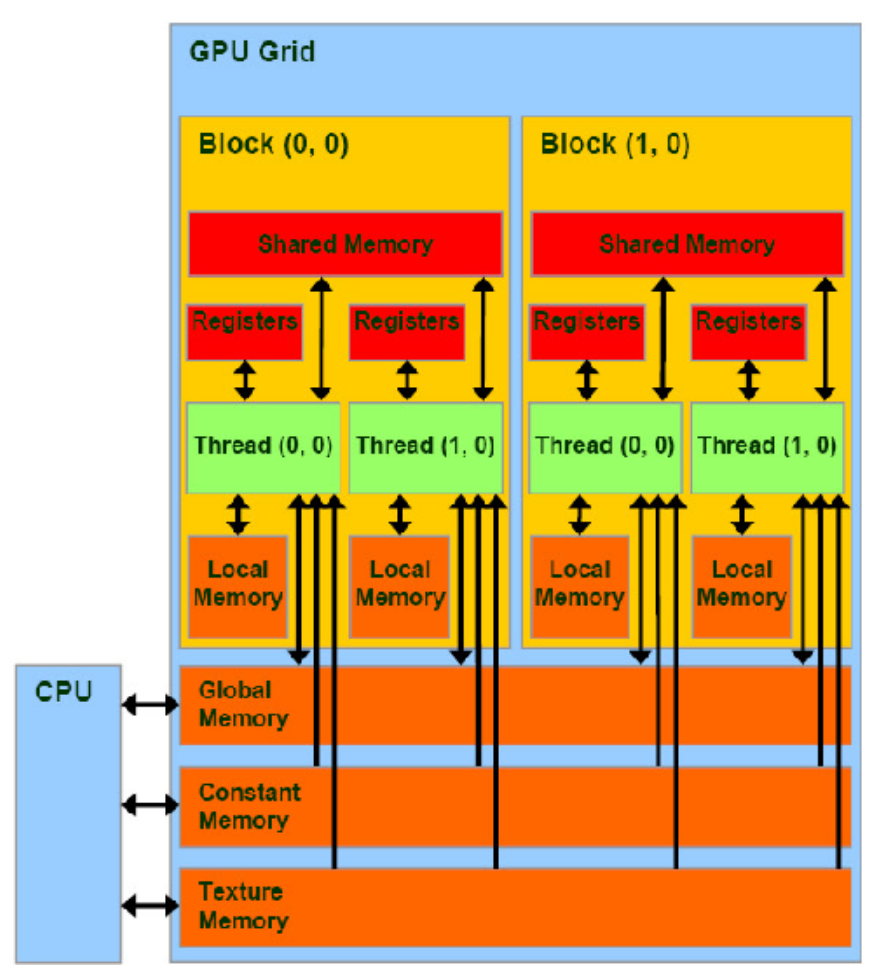 GPU Grid
Block (0, 0)
Shared Memory
Registers
Registers
Thread (0, 0)
Thread (1, 0)
Local
Memory
Local
Memory
Block (1, 0)
Shared Memory
Registers
Registers
Thread (0, 0)
Thread (1, 0)
Local
Memory
Local
Memory
CPU
Global
Memory
Constant
Memory
Texture
Memory